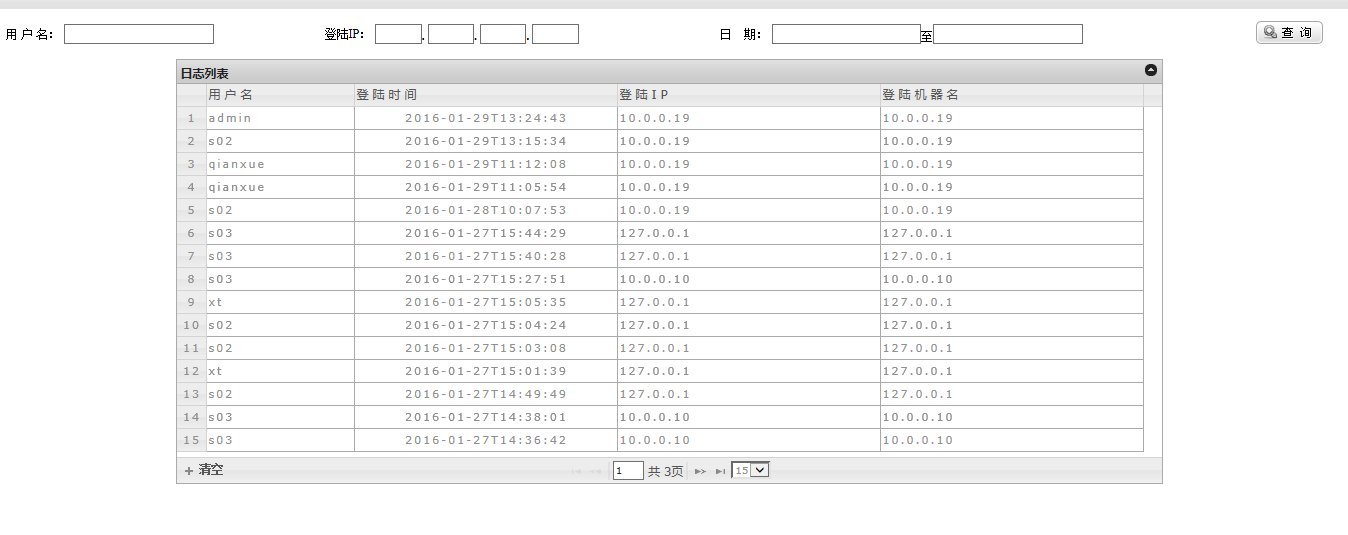 用 户 名： 登陆IP： . . . 日 期： 至 查 询
日志列表
用户名 登陆时间 登陆IP 登陆机器名
1 admin 2016-01-29T13:24:43 10.0.0.19 10.0.0.19
2 s02 2016-01-29T13:15:34 10.0.0.19 10.0.0.19
3 qianxue 2016-01-29T11:12:08 10.0.0.19 10.0.0.19
4 qianxue 2016-01-29T11:05:54 10.0.0.19 10.0.0.19
5 s02 2016-01-28T10:07:53 10.0.0.19 10.0.0.19
6 s03 2016-01-27T15:44:29 127.0.0.1 127.0.0.1
7 s03 2016-01-27T15:40:28 127.0.0.1 127.0.0.1
8 s03 2016-01-27T15:27:51 10.0.0.10 10.0.0.10
9 xt 2016-01-27T15:05:35 127.0.0.1 127.0.0.1
10 s02 2016-01-27T15:04:24 127.0.0.1 127.0.0.1
11 s02 2016-01-27T15:03:08 127.0.0.1 127.0.0.1
12 xt 2016-01-27T15:01:39 127.0.0.1 127.0.0.1
13 s02 2016-01-27T14:49:49 127.0.0.1 127.0.0.1
14 s03 2016-01-27T14:38:01 10.0.0.10 10.0.0.10
15 s03 2016-01-27T14:36:42 10.0.0.10 10.0.0.10
清空 1 共 3页 15